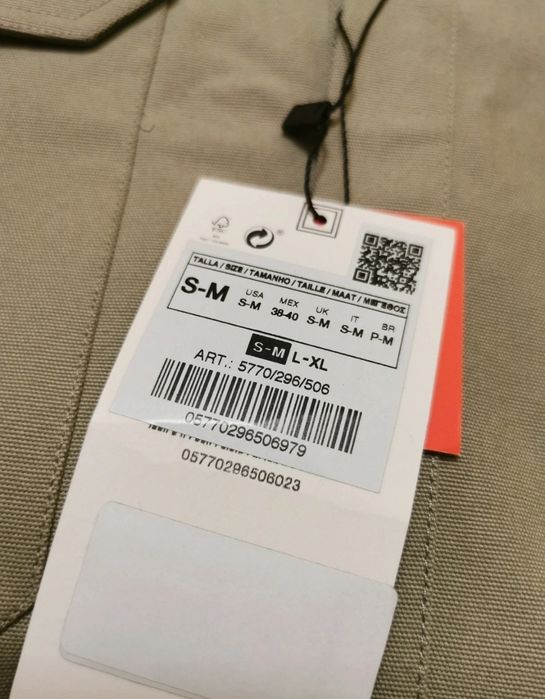 FSC
®
TALLA / SIZE / TAMANHO / TAILLE / MAAT /
S-M
USA MEX UK IT BR
S-M 38-40 S-M S-M P-M
S-M L-XL
ART.: 5770/296/506
05770296506979
05770296506023